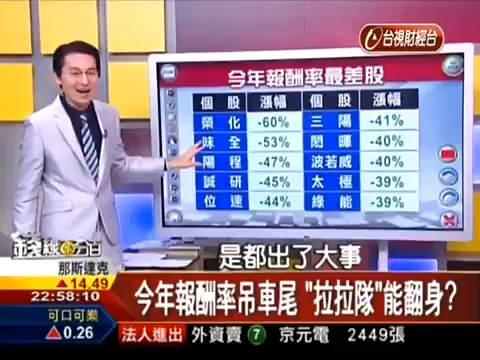 台視財經台
今年報酬率最差股
個股 漲幅 個股 漲幅
榮化 -60% 三陽 -41%
味全 -53% 閎暉 -40%
陽程 -47% 波若威 -40%
誠研 -45% 太極 -39%
位速 -44% 綠能 -39%
是都出了大事
那斯達克
▲14.49
22:58:10
今年報酬率吊車尾 "拉拉隊"能翻身?
可口可樂
▲0.26
法人進出 外資賣 7 京元電 2449張